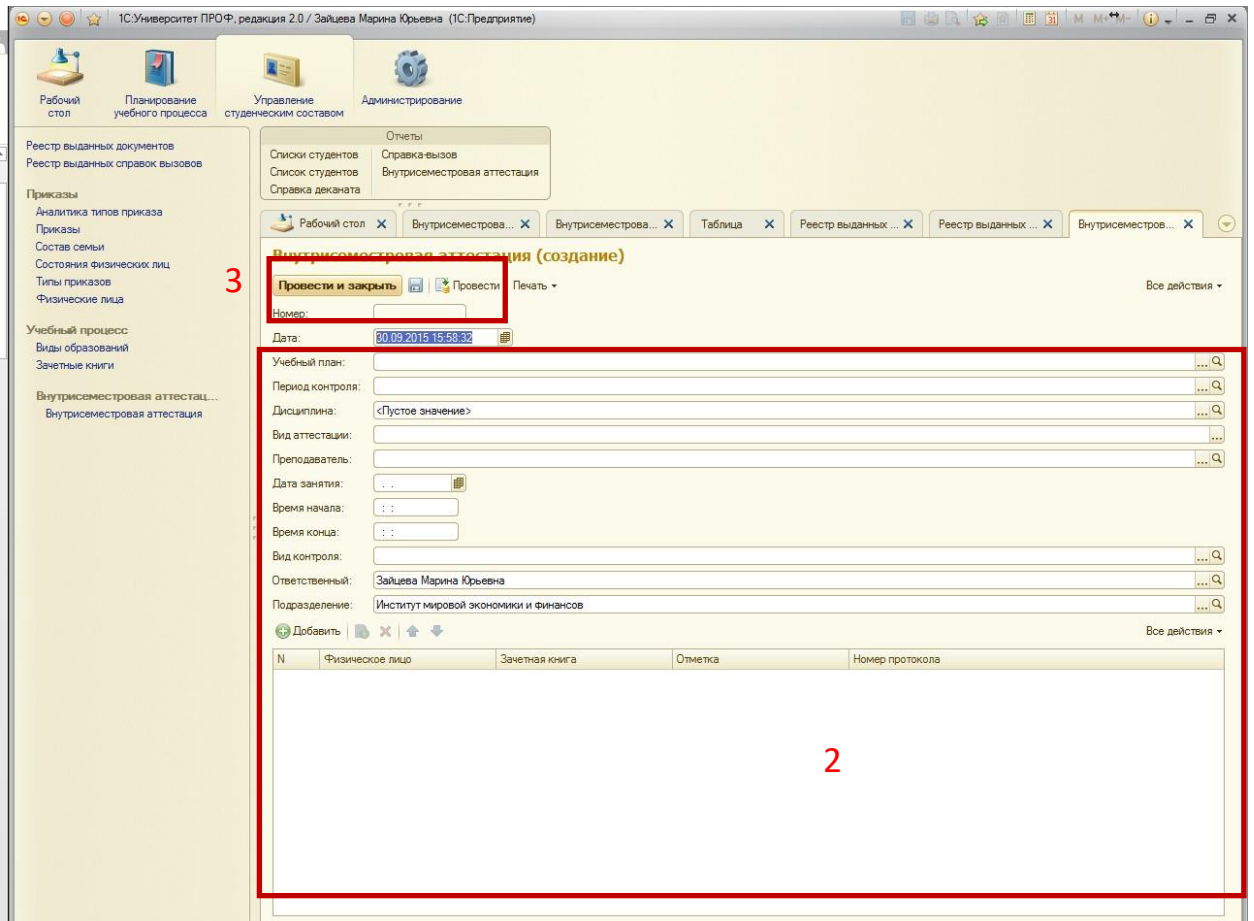 1С:Университет ПРОФ, редакция 2.0 / Зайцева Марина Юрьевна (1С:Предприятие)
M M+ M-
Рабочий стол
Планирование учебного процесса
Управление студенческим составом
Администрирование
Реестр выданных документов
Реестр выданных справок вызовов
Приказы
Аналитика типов приказа
Приказы
Состав семьи
Состояния физических лиц
Типы приказов
Физические лица
Учебный процесс
Виды образований
Зачетные книги
Внутрисеместровая аттестац...
Внутрисеместровая аттестация
Отчеты
Списки студентов Справка-вызов
Список студентов Внутрисеместровая аттестация
Справка деканата
Рабочий стол Внутрисеместрова... Внутрисеместрова... Таблица Реестр выданных ... Реестр выданных ... Внутрисеместров...
Внутрисеместровая аттестация (создание)
3
Провести и закрыть Провести Печать Все действия
Номер:
Дата: 30.09.2015 15:58:32
Учебный план:
Период контроля:
Дисциплина: <Пустое значение>
Вид аттестации:
Преподаватель:
Дата занятия: . .
Время начала: : :
Время конца: : :
Вид контроля:
Ответственный: Зайцева Марина Юрьевна
Подразделение: Институт мировой экономики и финансов
Добавить Все действия
N Физическое лицо Зачетная книга Отметка Номер протокола
2